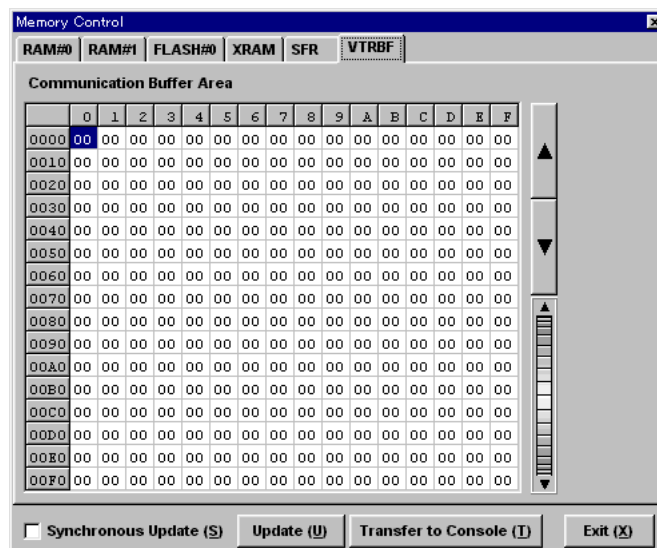 Memory Control
RAM#0 RAM#1 FLASH#0 XRAM SFR VTRBF
Communication Buffer Area
0 1 2 3 4 5 6 7 8 9 A B C D E F
0000 00 00 00 00 00 00 00 00 00 00 00 00 00 00 00 00
0010 00 00 00 00 00 00 00 00 00 00 00 00 00 00 00 00
0020 00 00 00 00 00 00 00 00 00 00 00 00 00 00 00 00
0030 00 00 00 00 00 00 00 00 00 00 00 00 00 00 00 00
0040 00 00 00 00 00 00 00 00 00 00 00 00 00 00 00 00
0050 00 00 00 00 00 00 00 00 00 00 00 00 00 00 00 00
0060 00 00 00 00 00 00 00 00 00 00 00 00 00 00 00 00
0070 00 00 00 00 00 00 00 00 00 00 00 00 00 00 00 00
0080 00 00 00 00 00 00 00 00 00 00 00 00 00 00 00 00
0090 00 00 00 00 00 00 00 00 00 00 00 00 00 00 00 00
00A0 00 00 00 00 00 00 00 00 00 00 00 00 00 00 00 00
00B0 00 00 00 00 00 00 00 00 00 00 00 00 00 00 00 00
00C0 00 00 00 00 00 00 00 00 00 00 00 00 00 00 00 00
00D0 00 00 00 00 00 00 00 00 00 00 00 00 00 00 00 00
00E0 00 00 00 00 00 00 00 00 00 00 00 00 00 00 00 00
00F0 00 00 00 00 00 00 00 00 00 00 00 00 00 00 00 00
Synchronous Update (S) Update (U) Transfer to Console (T) Exit (X)